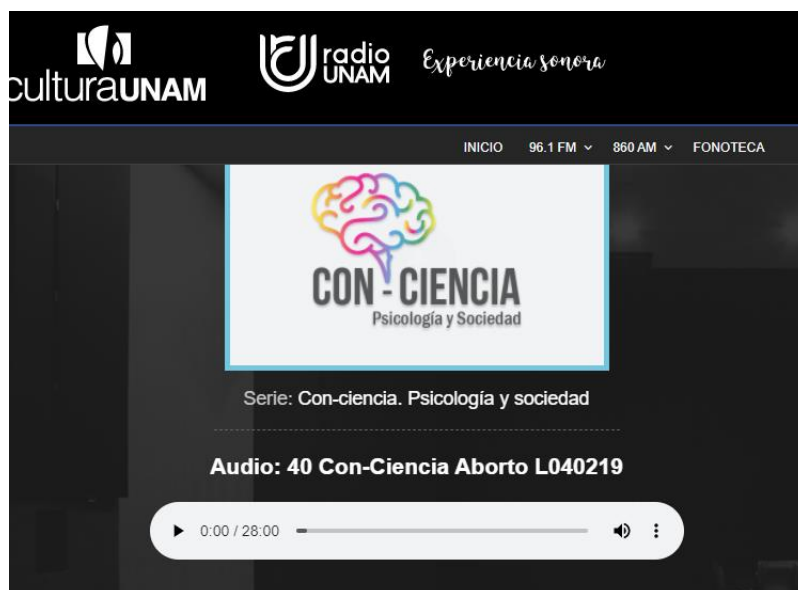 culturaUNAM
radio
UNAM
Experiencia sonora
INICIO 96.1 FM 860 AM FONOTECA
CON - CIENCIA
Psicología y Sociedad
Serie: Con-ciencia. Psicología y sociedad
Audio: 40 Con-Ciencia Aborto L040219
0:00 / 28:00